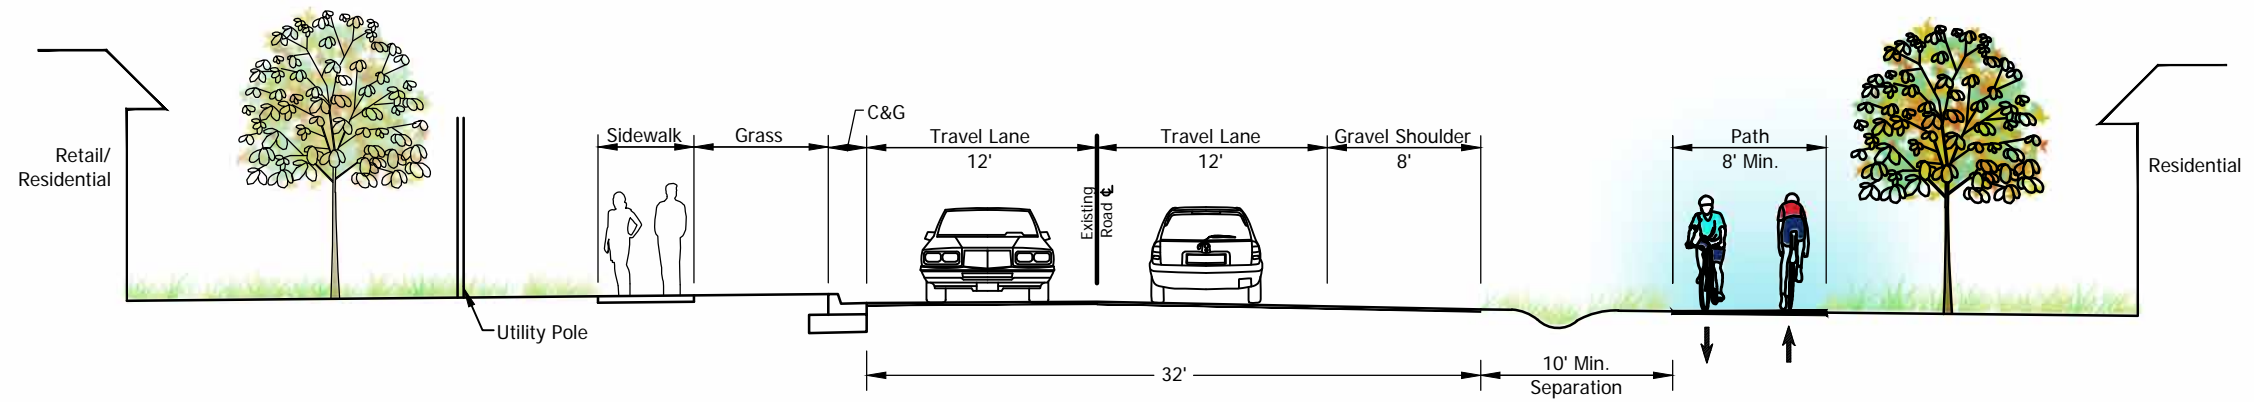 Retail/
Residential
Utility Pole
Sidewalk
Grass
C&G
Travel Lane
12'
Existing
Road ℄
Travel Lane
12'
Gravel Shoulder
8'
32'
10' Min.
Separation
Path
8' Min.
Residential